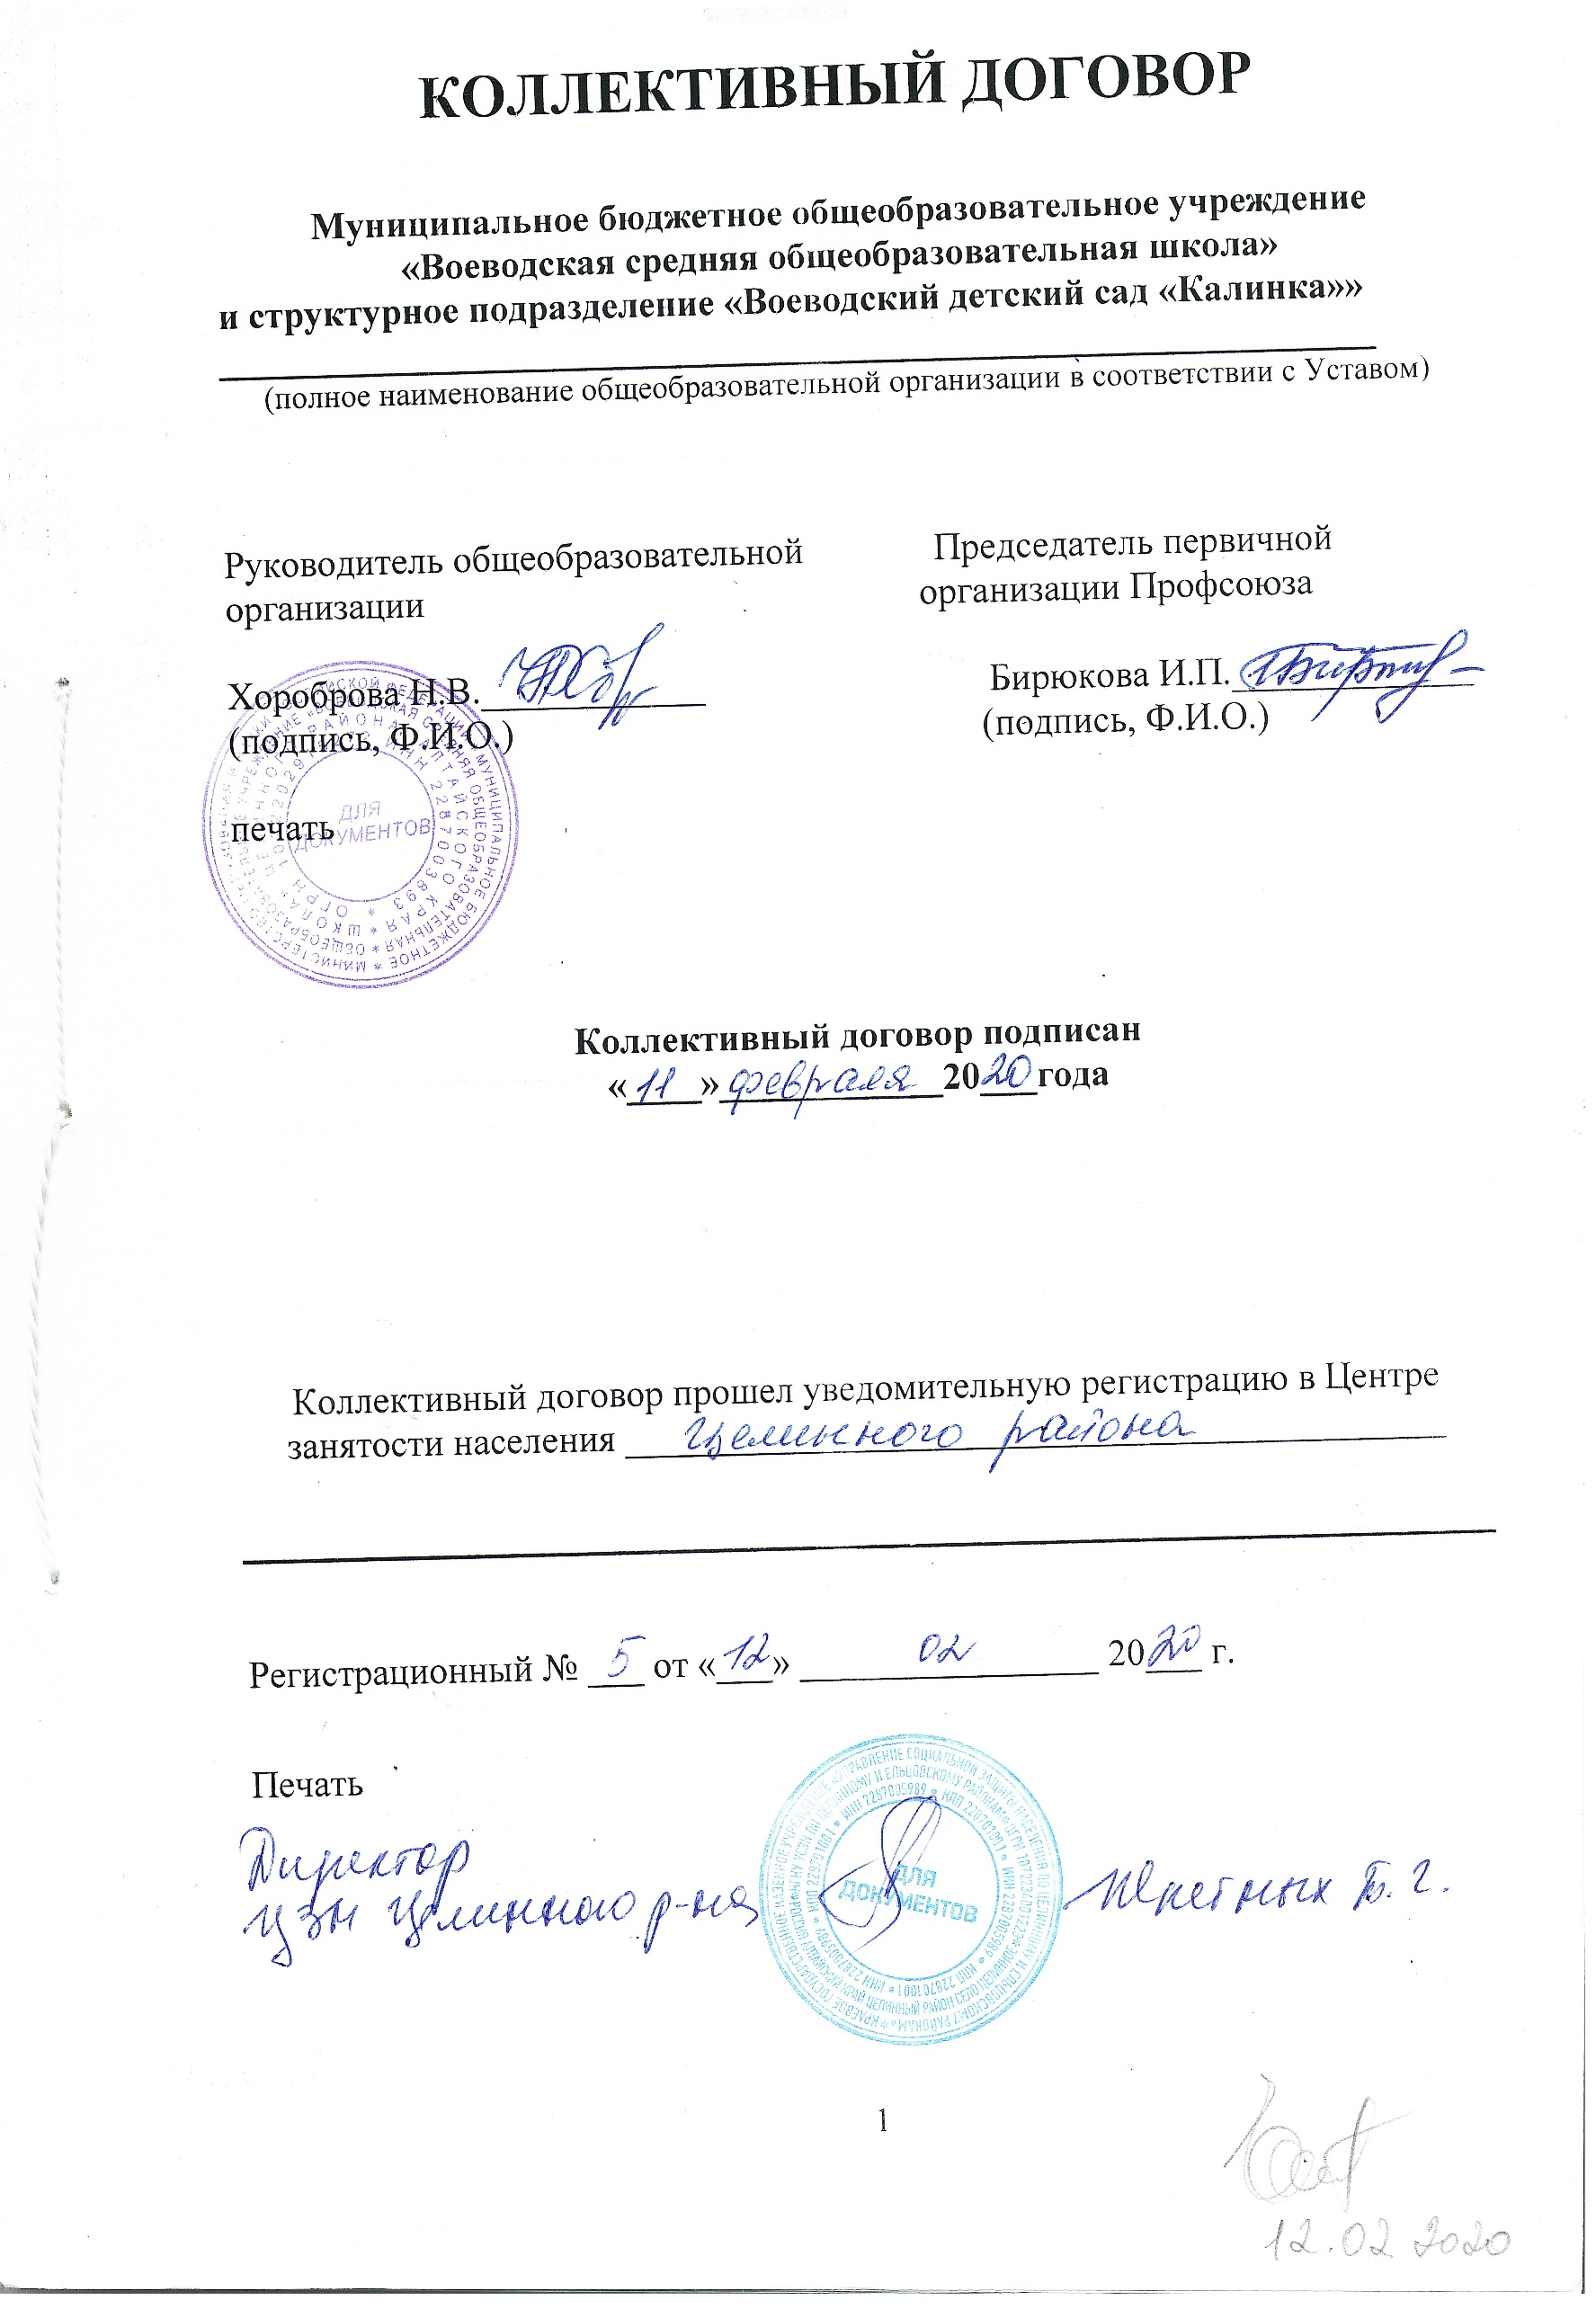 КОЛЛЕКТИВНЫЙ ДОГОВОР
Муниципальное бюджетное общеобразовательное учреждение
«Воеводская средняя общеобразовательная школа»
и структурное подразделение «Воеводский детский сад «Калинка»»
(полное наименование общеобразовательной организации в соответствии с Уставом)
Руководитель общеобразовательной
организации
Хороброва Н.В.
(подпись, Ф.И.О.)
печать
ДЛЯ
ДОКУМЕНТОВ
Председатель первичной
организации Профсоюза
Бирюкова И.П.
(подпись, Ф.И.О.)
Коллективный договор подписан
«11» февраля 2020 года
Коллективный договор прошел уведомительную регистрацию в Центре
занятости населения Целинного района
Регистрационный № 5 от «12» 02 2020 г.
Печать
Директор
ЦЗН Целинного р-на
ДЛЯ
ДОКУМЕНТОВ
1
12.02 2020